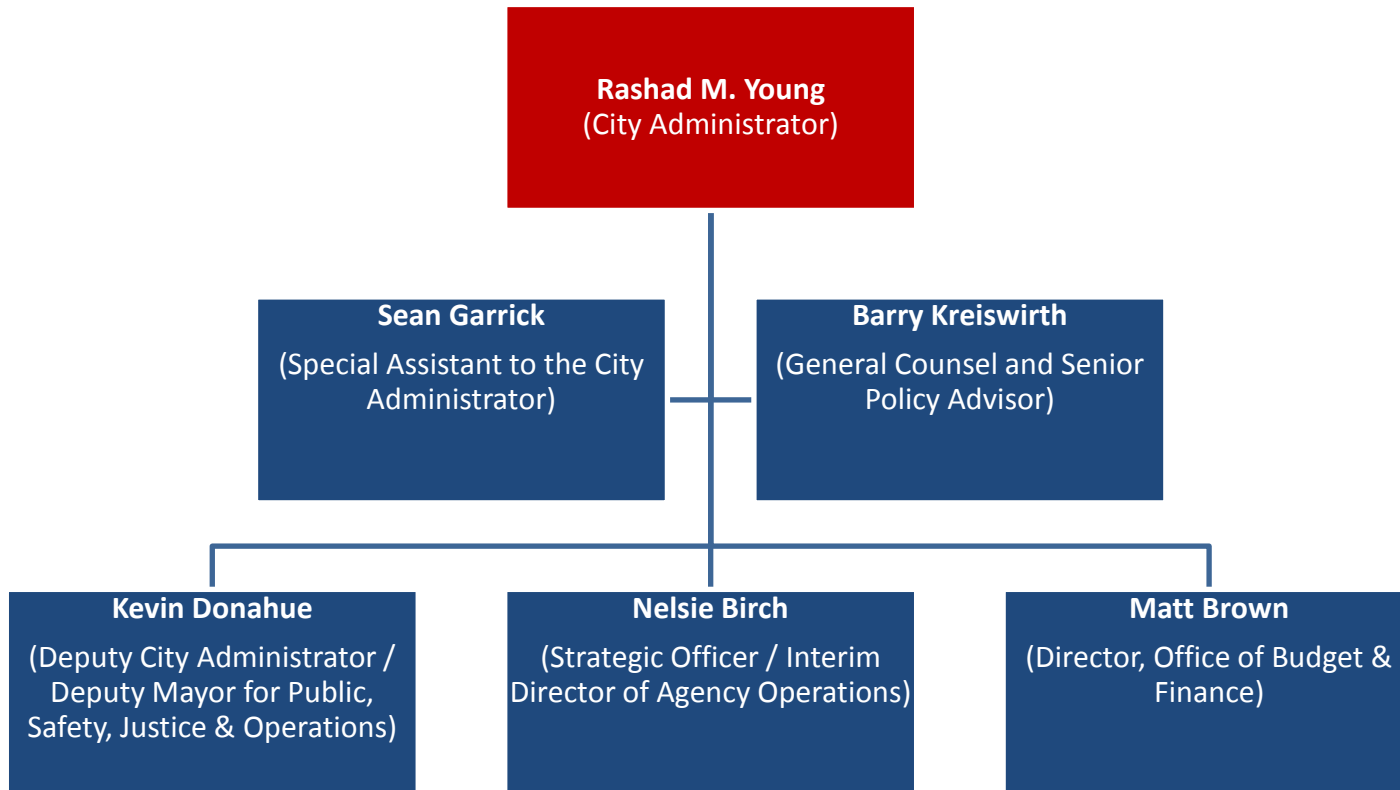 Rashad M. Young
(City Administrator)
Sean Garrick
(Special Assistant to the City
Administrator)
Barry Kreiswirth
(General Counsel and Senior
Policy Advisor)
Kevin Donahue
(Deputy City Administrator /
Deputy Mayor for Public,
Safety, Justice & Operations)
Nelsie Birch
(Strategic Officer / Interim
Director of Agency Operations)
Matt Brown
(Director, Office of Budget &
Finance)